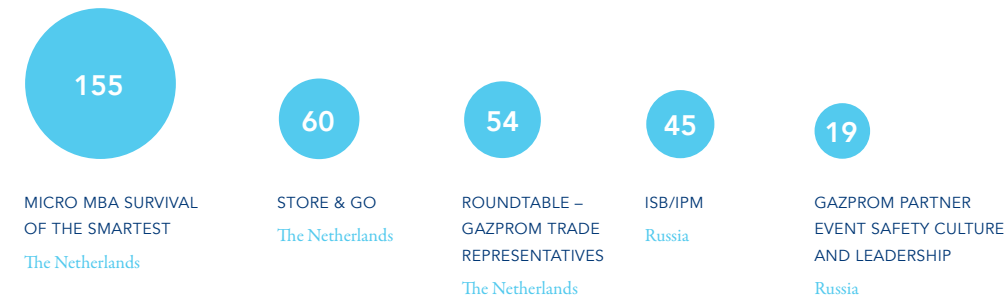 155
MICRO MBA SURVIVAL
OF THE SMARTEST
The Netherlands
60
STORE & GO
The Netherlands
54
ROUNDTABLE –
GAZPROM TRADE
REPRESENTATIVES
The Netherlands
45
ISB/IPM
Russia
19
GAZPROM PARTNER
EVENT SAFETY CULTURE
AND LEADERSHIP
Russia